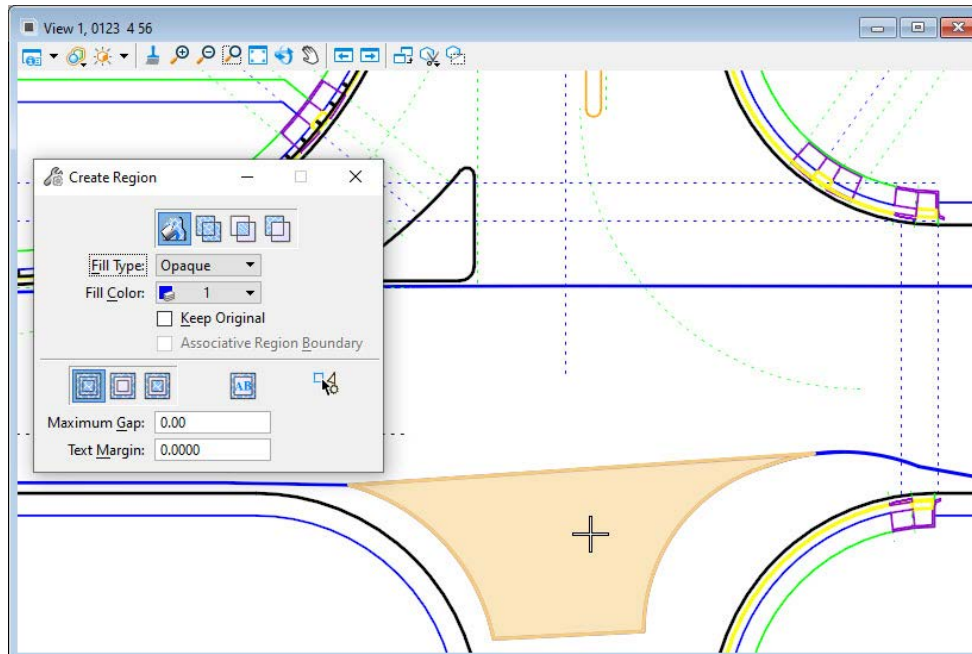 View 1, 0123 4 56
Create Region
Fill Type: Opaque
Fill Color: 1
Keep Original
Associative Region Boundary
AB
Maximum Gap: 0.00
Text Margin: 0.0000